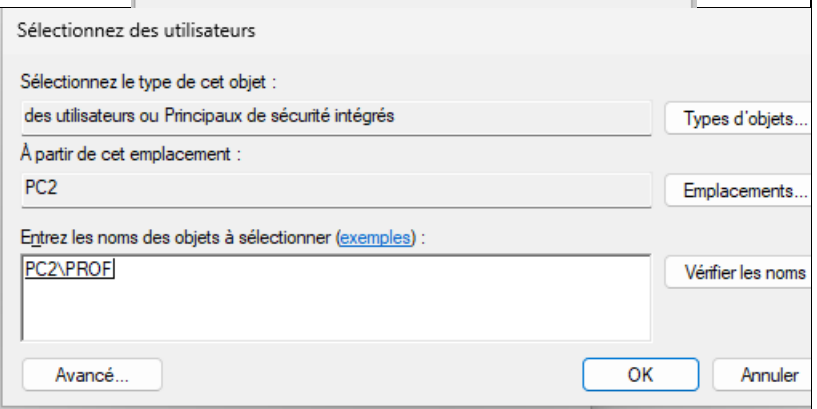 Sélectionnez des utilisateurs
Sélectionnez le type de cet objet :
des utilisateurs ou Principaux de sécurité intégrés
Types d'objets...
À partir de cet emplacement :
PC2
Emplacements...
Entrez les noms des objets à sélectionner (exemples) :
PC2\PROF
Vérifier les noms
Avancé...
OK
Annuler